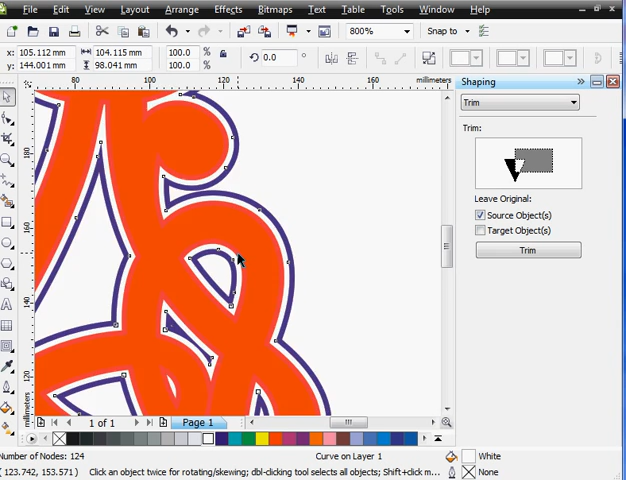 File Edit View Layout Arrange Effects Bitmaps Text Table Tools Window Help
800% Snap to
x: 105.112 mm 104.115 mm 100.0 % 0.0
y: 144.001 mm 98.041 mm 100.0 %
80 100 120 140 160 millimeters
Shaping
Trim
Trim:
Leave Original:
Source Object(s)
Target Object(s)
Trim
180
160
140
120
millimeters
1 of 1 Page 1
Number of Nodes: 124 Curve on Layer 1 White
(123.742, 153.571) Click an object twice for rotating/skewing; dbl-clicking tool selects all objects; Shift+click m... None